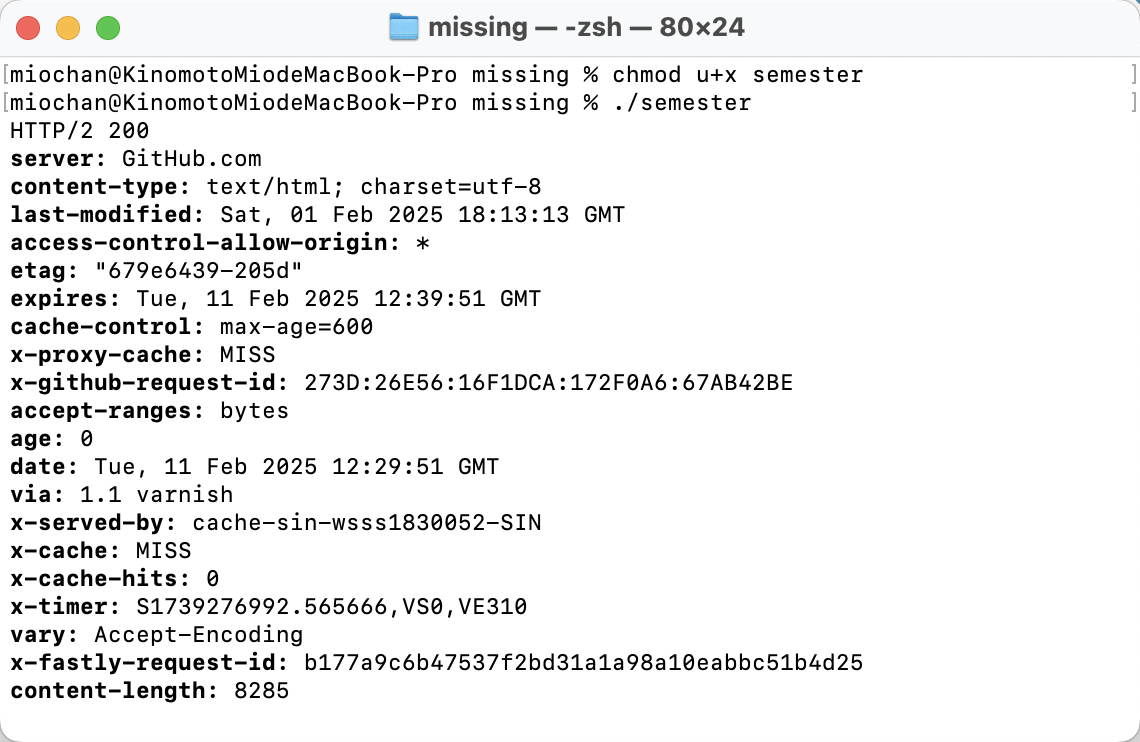 missing — -zsh — 80×24
[miochan@KinomotoMiodeMacBook-Pro missing % chmod u+x semester ]
[miochan@KinomotoMiodeMacBook-Pro missing % ./semester ]
HTTP/2 200
server: GitHub.com
content-type: text/html; charset=utf-8
last-modified: Sat, 01 Feb 2025 18:13:13 GMT
access-control-allow-origin: *
etag: "679e6439-205d"
expires: Tue, 11 Feb 2025 12:39:51 GMT
cache-control: max-age=600
x-proxy-cache: MISS
x-github-request-id: 273D:26E56:16F1DCA:172F0A6:67AB42BE
accept-ranges: bytes
age: 0
date: Tue, 11 Feb 2025 12:29:51 GMT
via: 1.1 varnish
x-served-by: cache-sin-wsss1830052-SIN
x-cache: MISS
x-cache-hits: 0
x-timer: S1739276992.565666,VS0,VE310
vary: Accept-Encoding
x-fastly-request-id: b177a9c6b47537f2bd31a1a98a10eabbc51b4d25
content-length: 8285